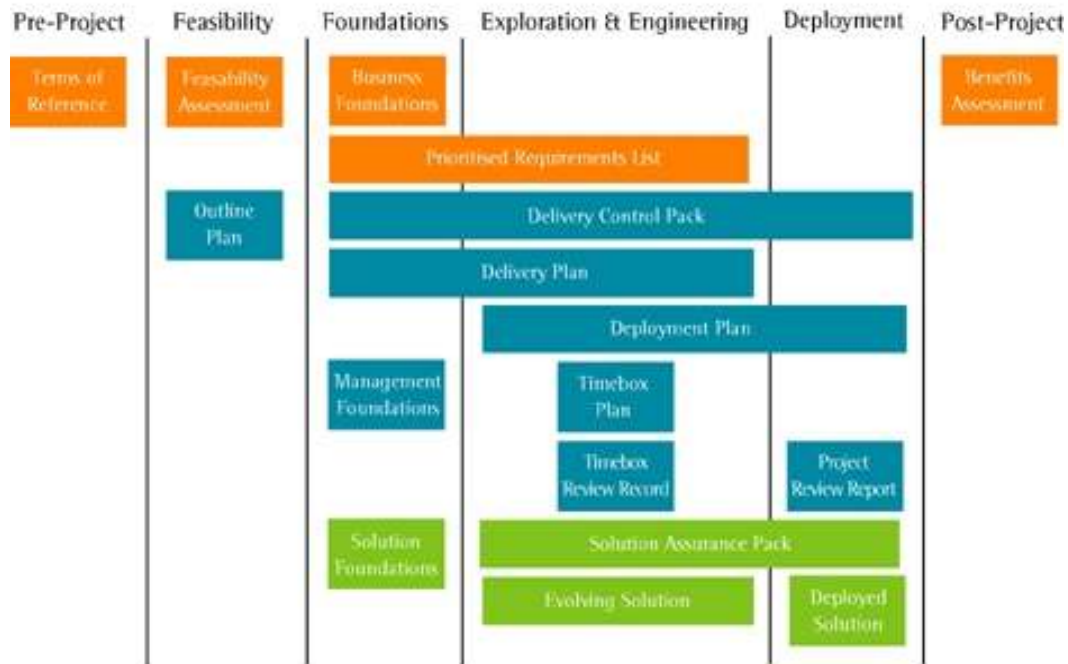 Pre-Project Feasibility Foundations Exploration & Engineering Deployment Post-Project
Terms of
Reference
Feasability
Assessment
Business
Foundations
Benefits
Assessment
Prioritised Requirements List
Outline
Plan
Delivery Control Pack
Delivery Plan
Deployment Plan
Management
Foundations
Timebox
Plan
Timebox
Review Record
Project
Review Report
Solution
Foundations
Solution Assurance Pack
Evolving Solution
Deployed
Solution